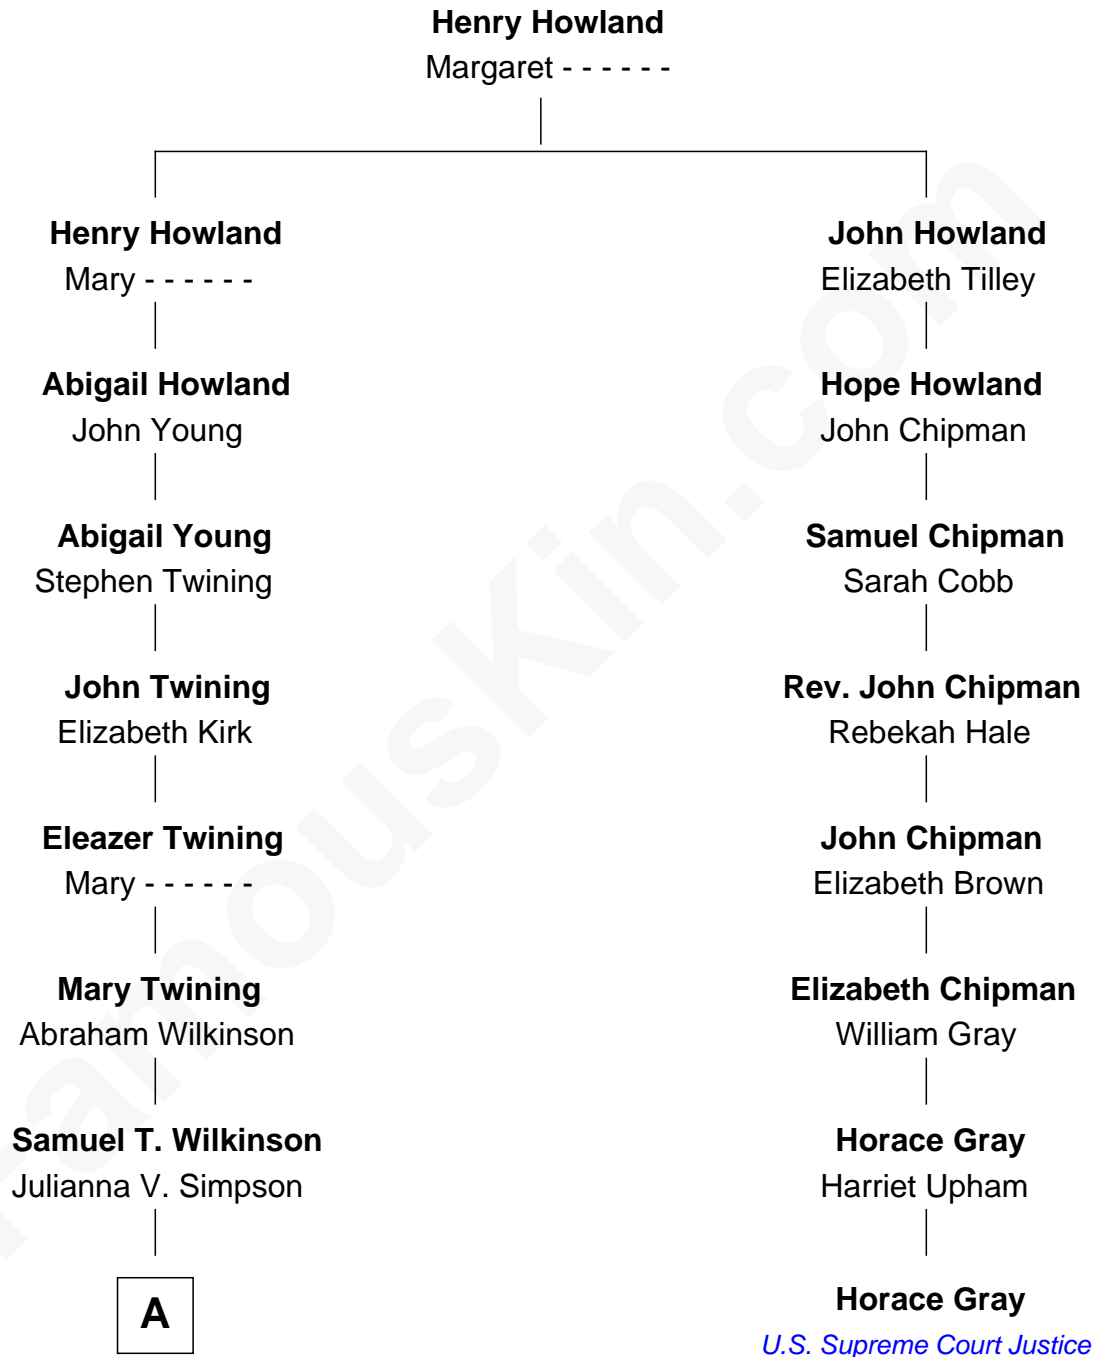 Henry Howland
Margaret - - - - - -
Henry Howland
Mary - - - - - -
John Howland
Elizabeth Tilley
Abigail Howland
John Young
Hope Howland
John Chipman
Abigail Young
Stephen Twining
Samuel Chipman
Sarah Cobb
John Twining
Elizabeth Kirk
Rev. John Chipman
Rebekah Hale
Eleazer Twining
Mary - - - - - -
John Chipman
Elizabeth Brown
Mary Twining
Abraham Wilkinson
Elizabeth Chipman
William Gray
Samuel T. Wilkinson
Julianna V. Simpson
Horace Gray
Harriet Upham
A
Horace Gray
U.S. Supreme Court Justice
FamousKin.com